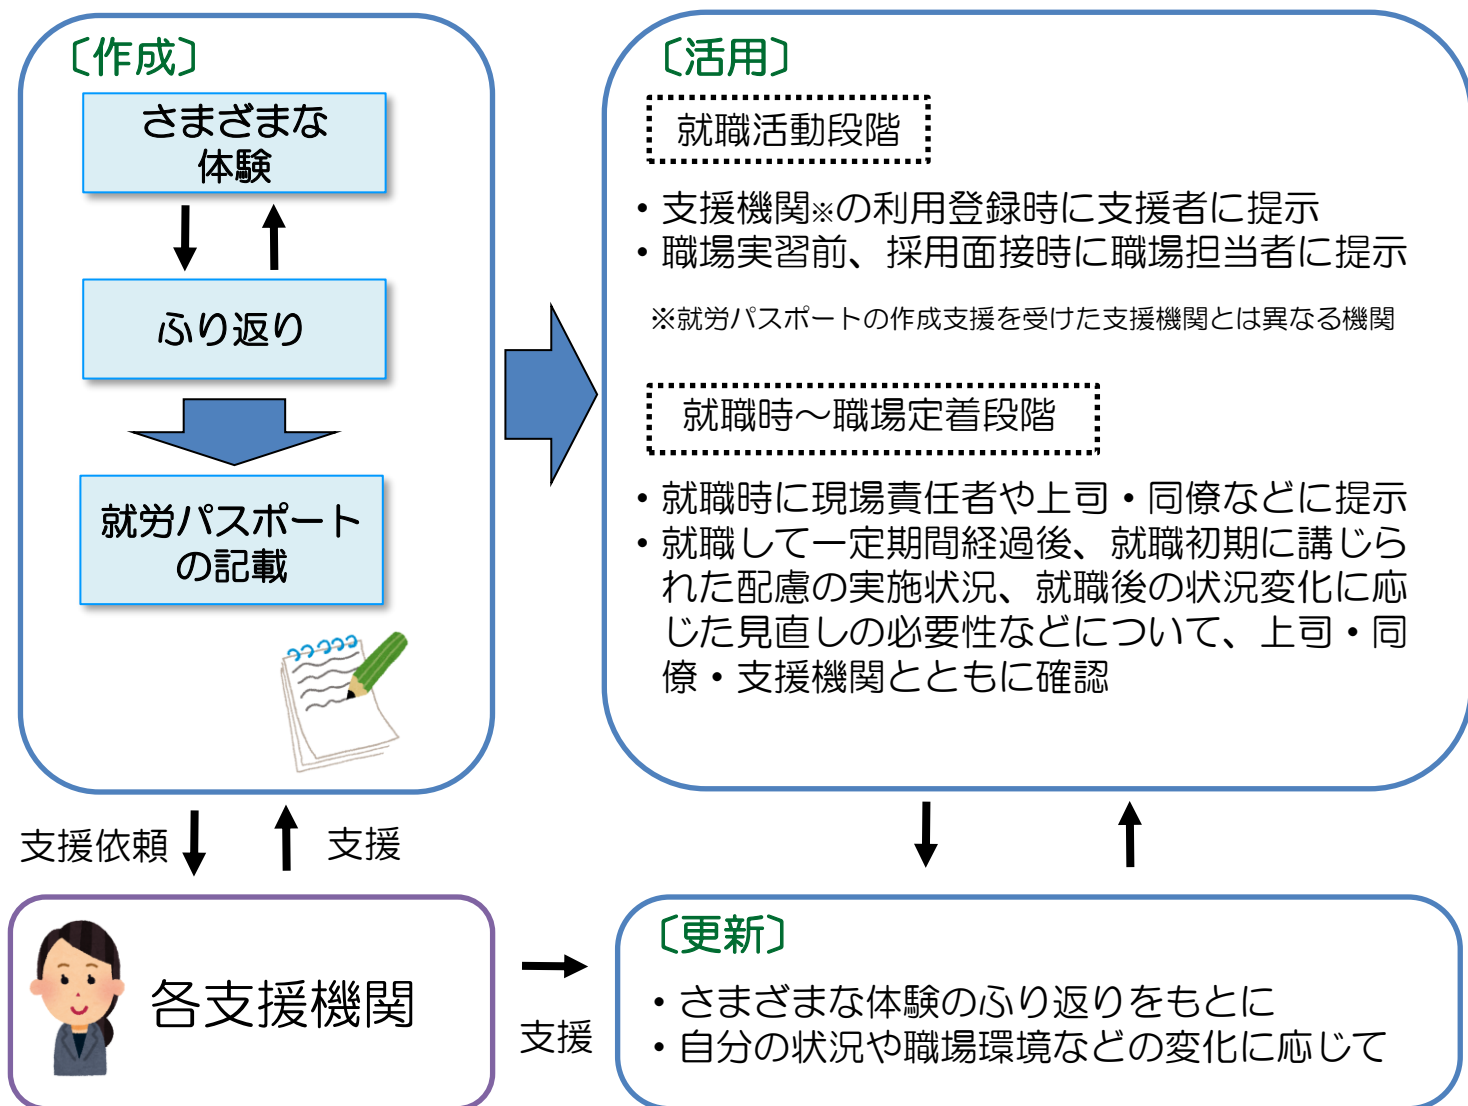 〔作成〕
さまざまな
体験
ふり返り
就労パスポート
の記載
〔活用〕
就職活動段階
・支援機関※の利用登録時に支援者に提示
・職場実習前、採用面接時に職場担当者に提示
※就労パスポートの作成支援を受けた支援機関とは異なる機関
就職時～職場定着段階
・就職時に現場責任者や上司・同僚などに提示
・就職して一定期間経過後、就職初期に講じら
れた配慮の実施状況、就職後の状況変化に応
じた見直しの必要性などについて、上司・同
僚・支援機関とともに確認
支援依頼
支援
各支援機関
支援
〔更新〕
・さまざまな体験のふり返りをもとに
・自分の状況や職場環境などの変化に応じて